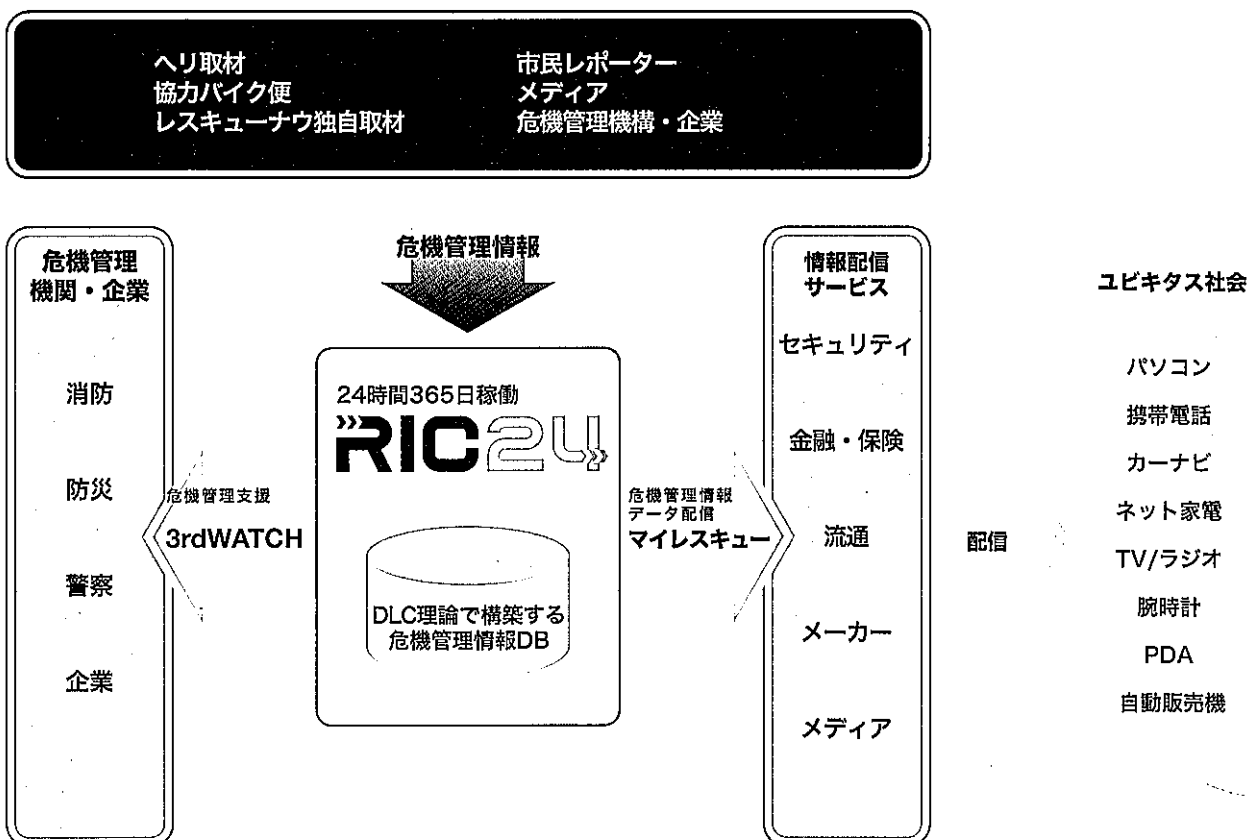 ヘリ取材
協力バイク便
レスキューナウ独自取材
市民レポーター
メディア
危機管理機構・企業
危機管理
機関・企業
消防
防災
警察
企業
危機管理情報
24時間365日稼働
RIC24
DLC理論で構築する
危機管理情報DB
危機管理支援
3rdWATCH
危機管理情報
データ配信
マイレスキュー
情報配信
サービス
セキュリティ
金融・保険
流通
メーカー
メディア
配信
ユビキタス社会
パソコン
携帯電話
カーナビ
ネット家電
TV/ラジオ
腕時計
PDA
自動販売機